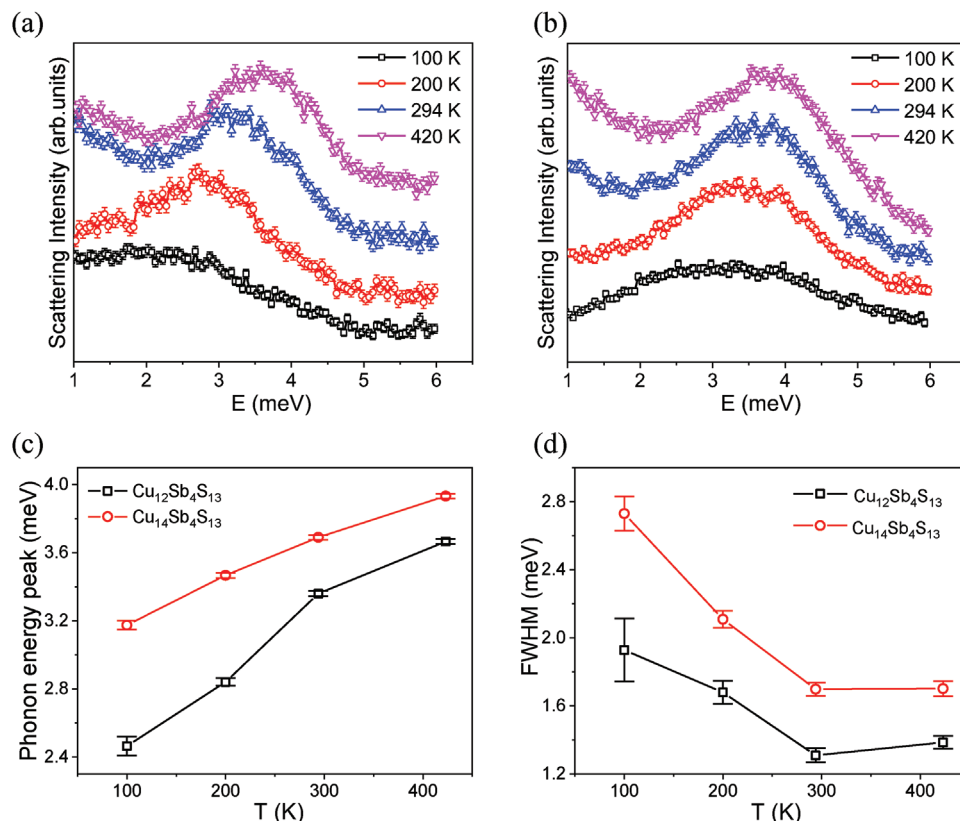 (a)
Scattering Intensity (arb.units)
100 K
200 K
294 K
420 K
1 2 3 4 5 6
E (meV)
(b)
Scattering Intensity (arb.units)
100 K
200 K
294 K
420 K
1 2 3 4 5 6
E (meV)
(c)
Phonon energy peak (meV)
4.0
3.6
3.2
2.8
2.4
Cu₁₂Sb₄S₁₃
Cu₁₄Sb₄S₁₃
100 200 300 400
T (K)
(d)
FWHM (meV)
2.8
2.4
2.0
1.6
1.2
Cu₁₂Sb₄S₁₃
Cu₁₄Sb₄S₁₃
100 200 300 400
T (K)